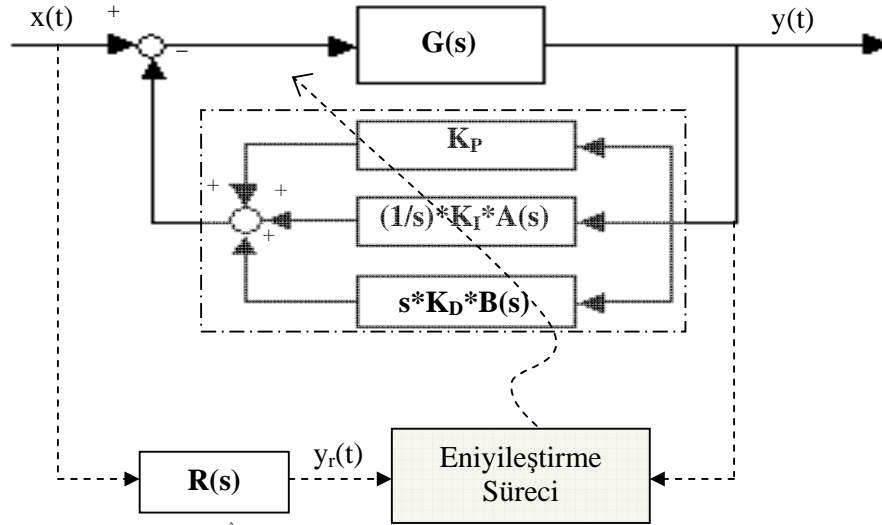 x(t)
+
−
G(s)
y(t)
K_P
+
+
+
(1/s)*K_I*A(s)
s*K_D*B(s)
R(s)
y_r(t)
Eniyileştirme
Süreci